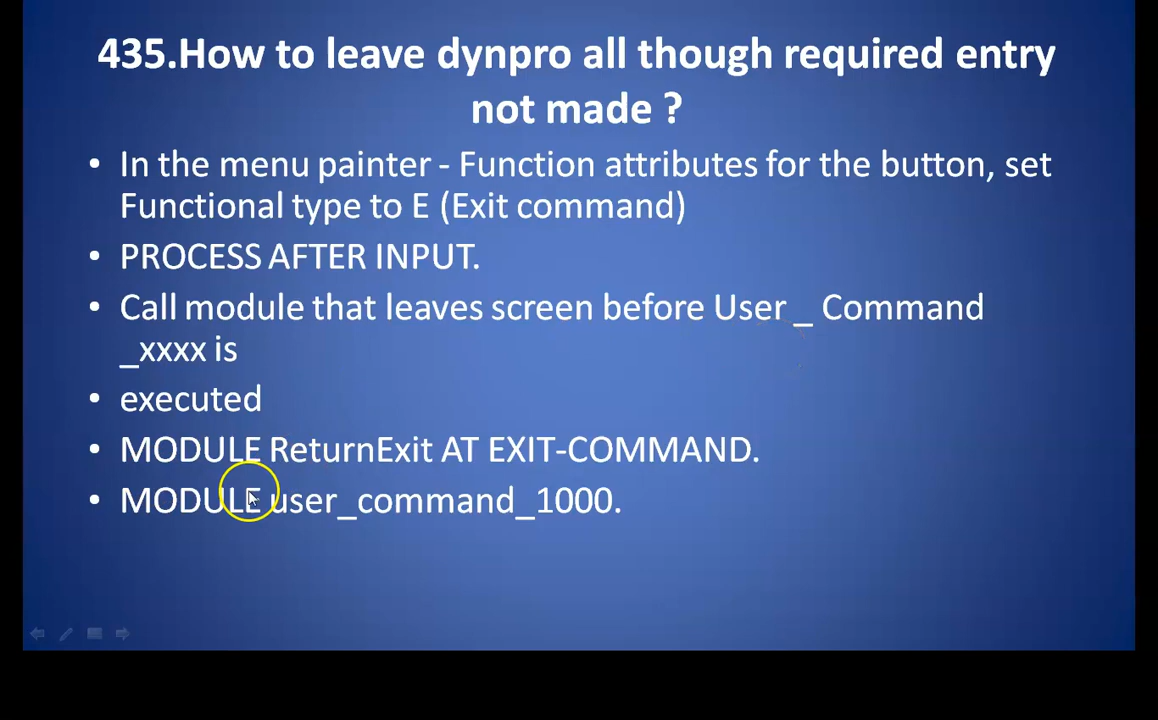 435.How to leave dynpro all though required entry
not made ?
• In the menu painter - Function attributes for the button, set
Functional type to E (Exit command)
• PROCESS AFTER INPUT.
• Call module that leaves screen before User _ Command
_xxxx is
• executed
• MODULE ReturnExit AT EXIT-COMMAND.
• MODULE user_command_1000.